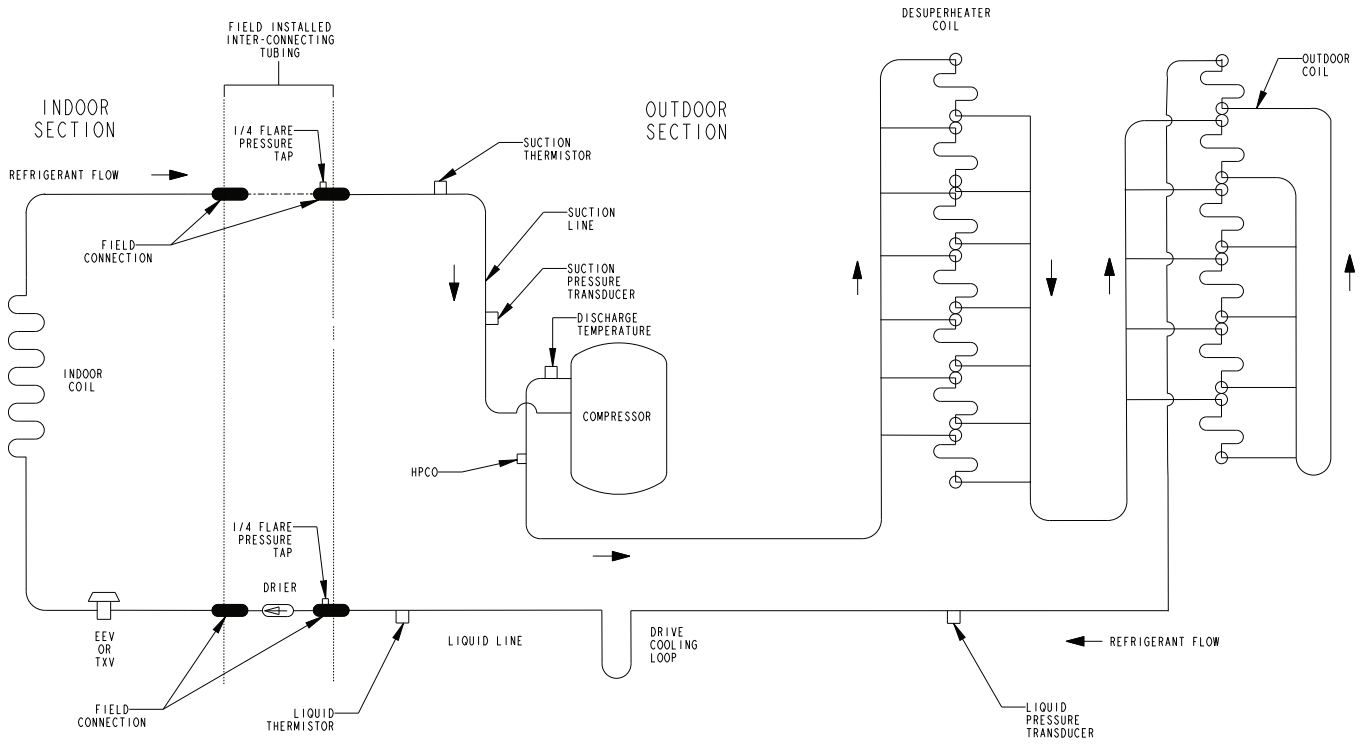 DESUPERHEATER
COIL
FIELD INSTALLED
INTER-CONNECTING
TUBING
OUTDOOR
COIL
INDOOR
SECTION
OUTDOOR
SECTION
1/4 FLARE
PRESSURE
TAP
SUCTION
THERMISTOR
REFRIGERANT FLOW
SUCTION
LINE
FIELD
CONNECTION
SUCTION
PRESSURE
TRANSDUCER
DISCHARGE
TEMPERATURE
INDOOR
COIL
COMPRESSOR
HPCO
1/4 FLARE
PRESSURE
TAP
DRIER
EEV
OR
TXV
LIQUID LINE
DRIVE
COOLING
LOOP
REFRIGERANT FLOW
FIELD
CONNECTION
LIQUID
THERMISTOR
LIQUID
PRESSURE
TRANSDUCER